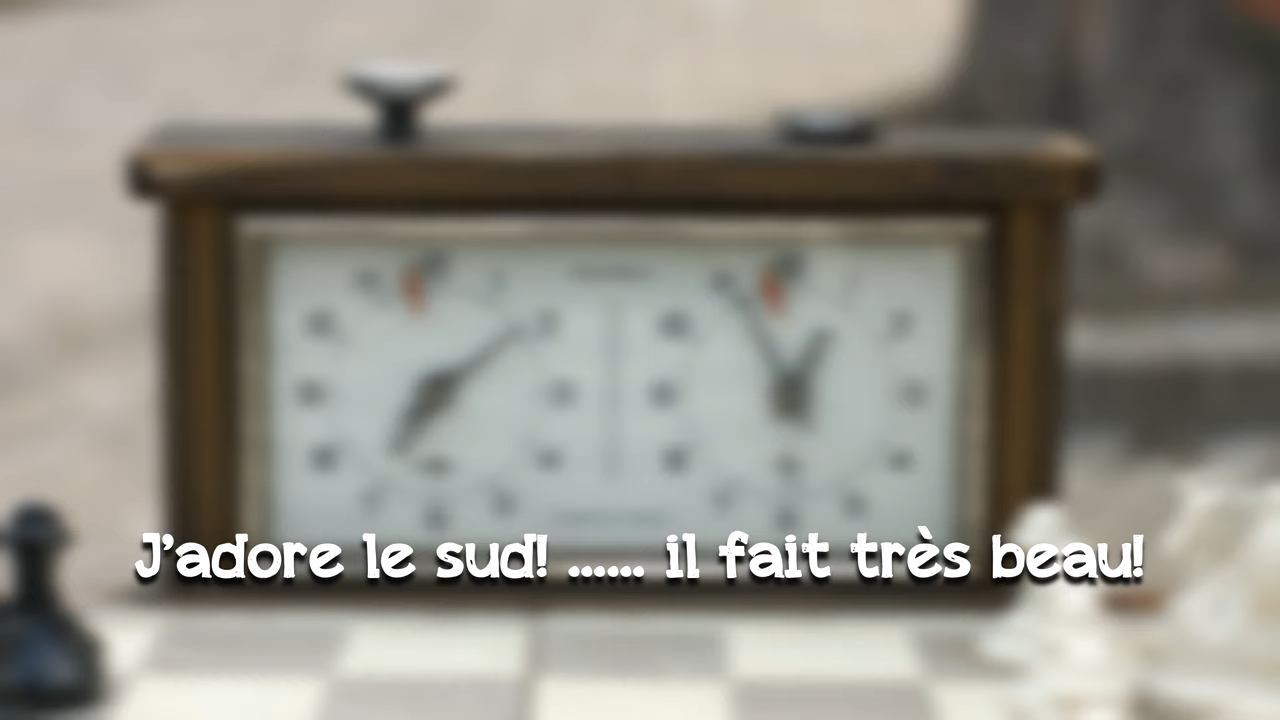 J'adore le sud! ...... il fait très beau!